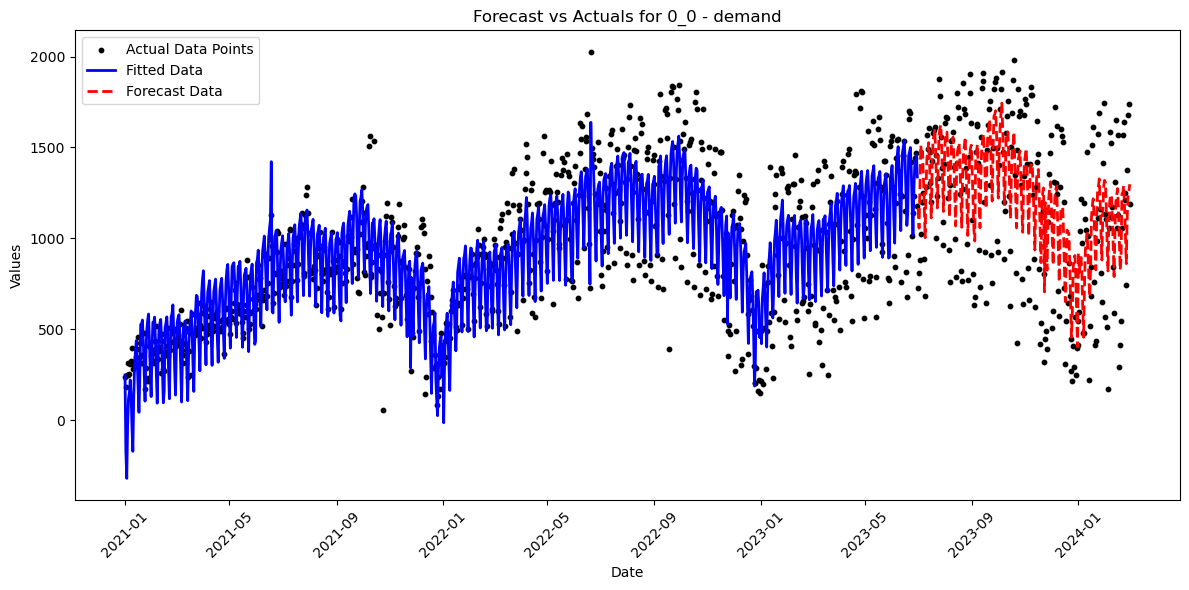 Forecast vs Actuals for 0_0 - demand
Actual Data Points
Fitted Data
Forecast Data
Values
2000
1500
1000
500
0
2021-01
2021-05
2021-09
2022-01
2022-05
2022-09
2023-01
2023-05
2023-09
2024-01
Date